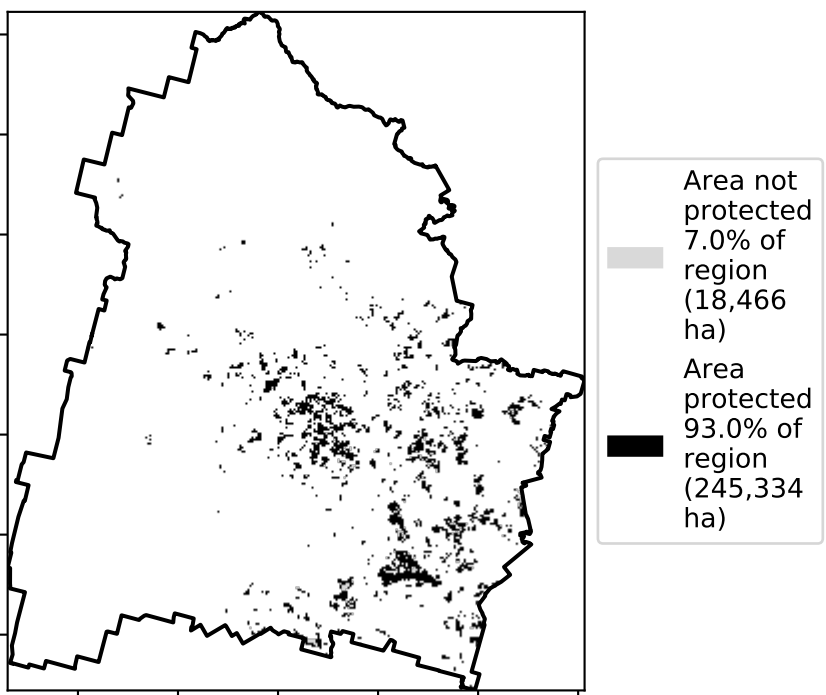 Area not
protected
7.0% of
region
(18,466
ha)
Area
protected
93.0% of
region
(245,334
ha)